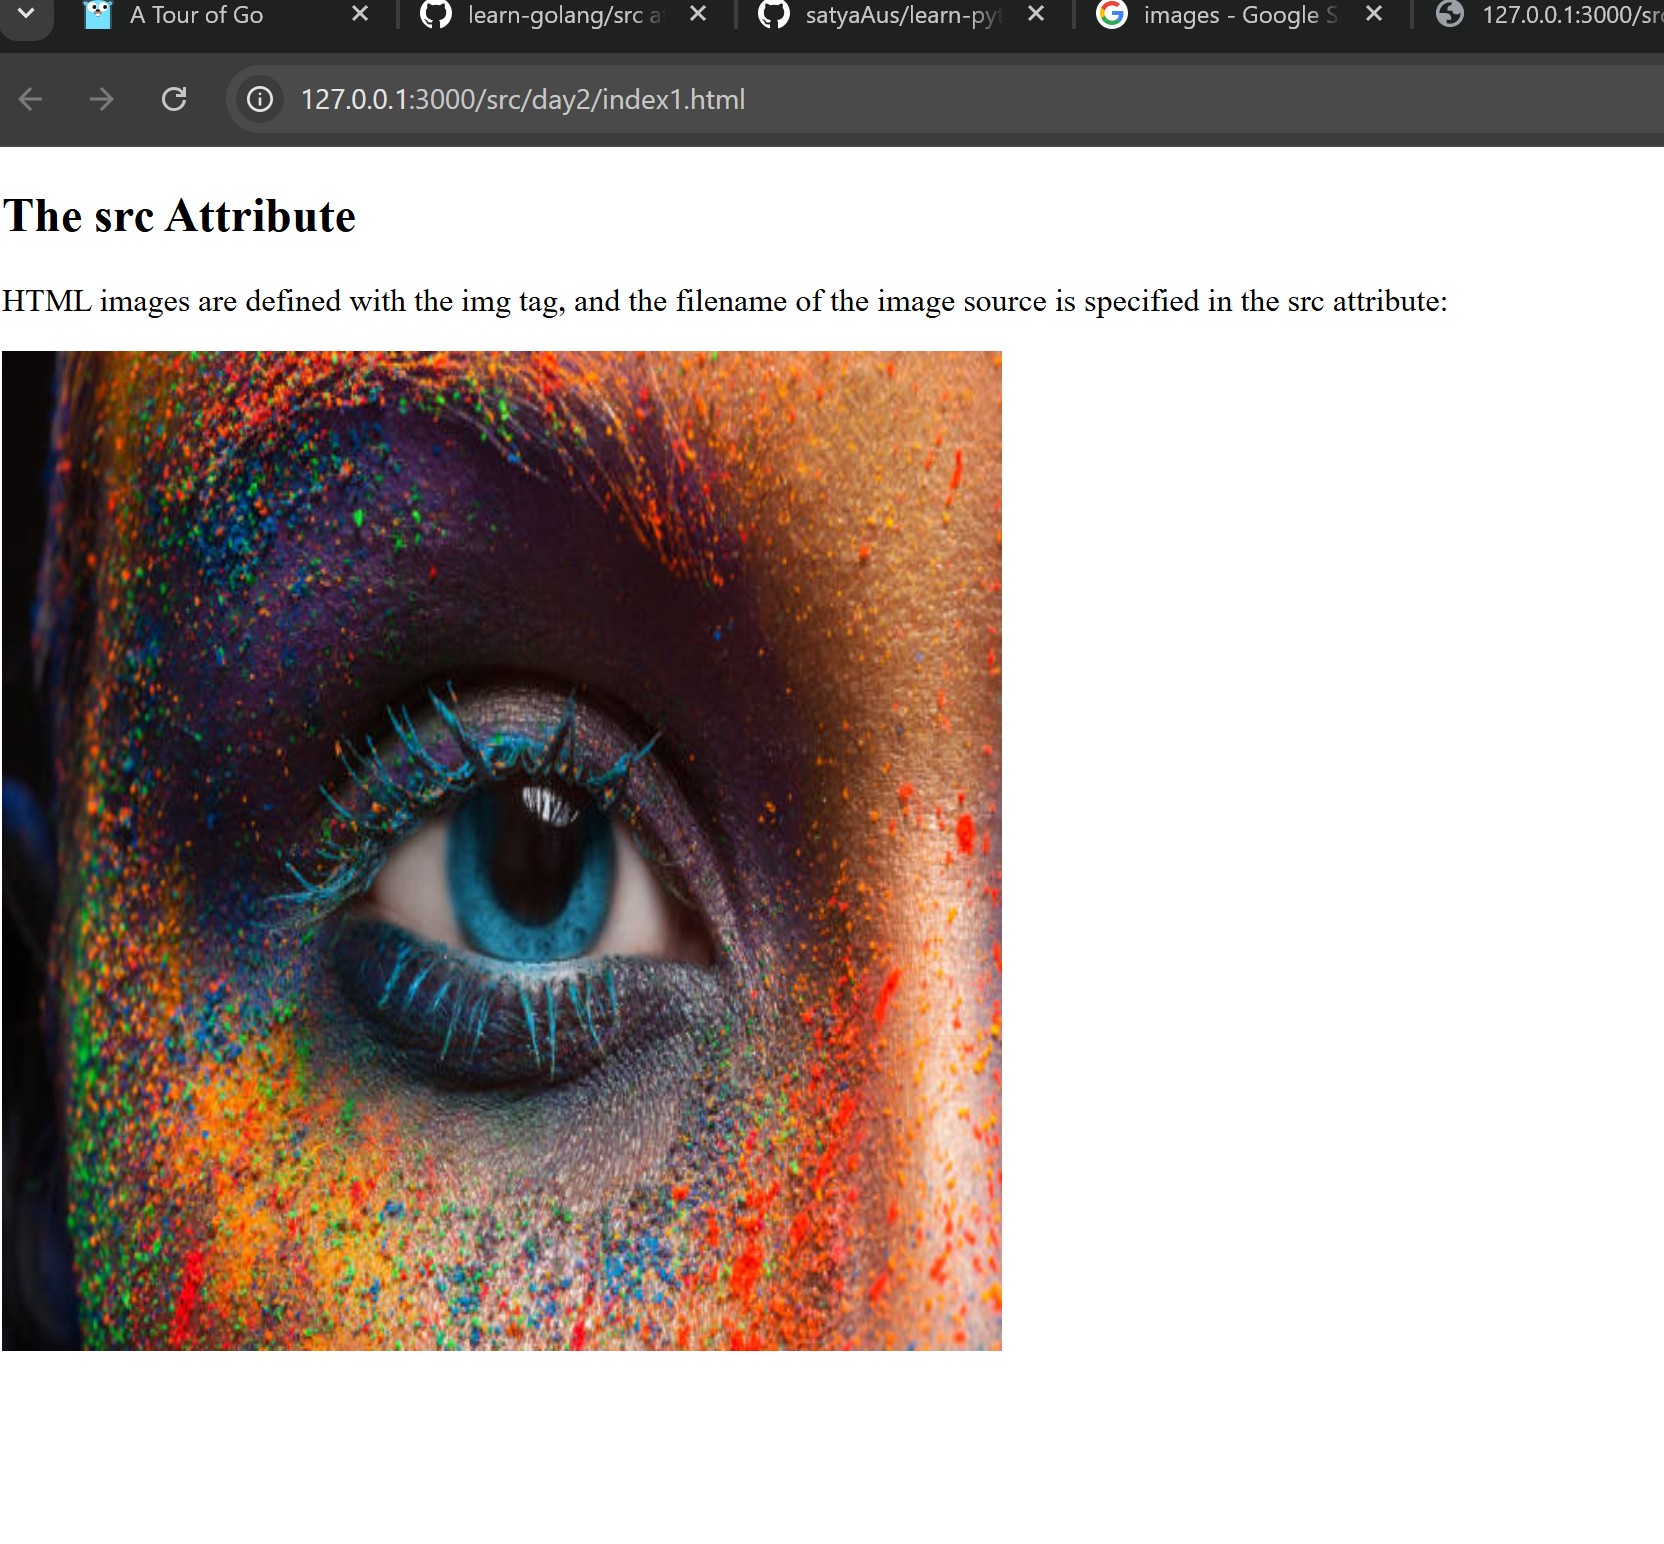 A Tour of Go
learn-golang/src a
satyaAus/learn-pyt
images - Google S
127.0.0.1:3000/src
127.0.0.1:3000/src/day2/index1.html
The src Attribute
HTML images are defined with the img tag, and the filename of the image source is specified in the src attribute: